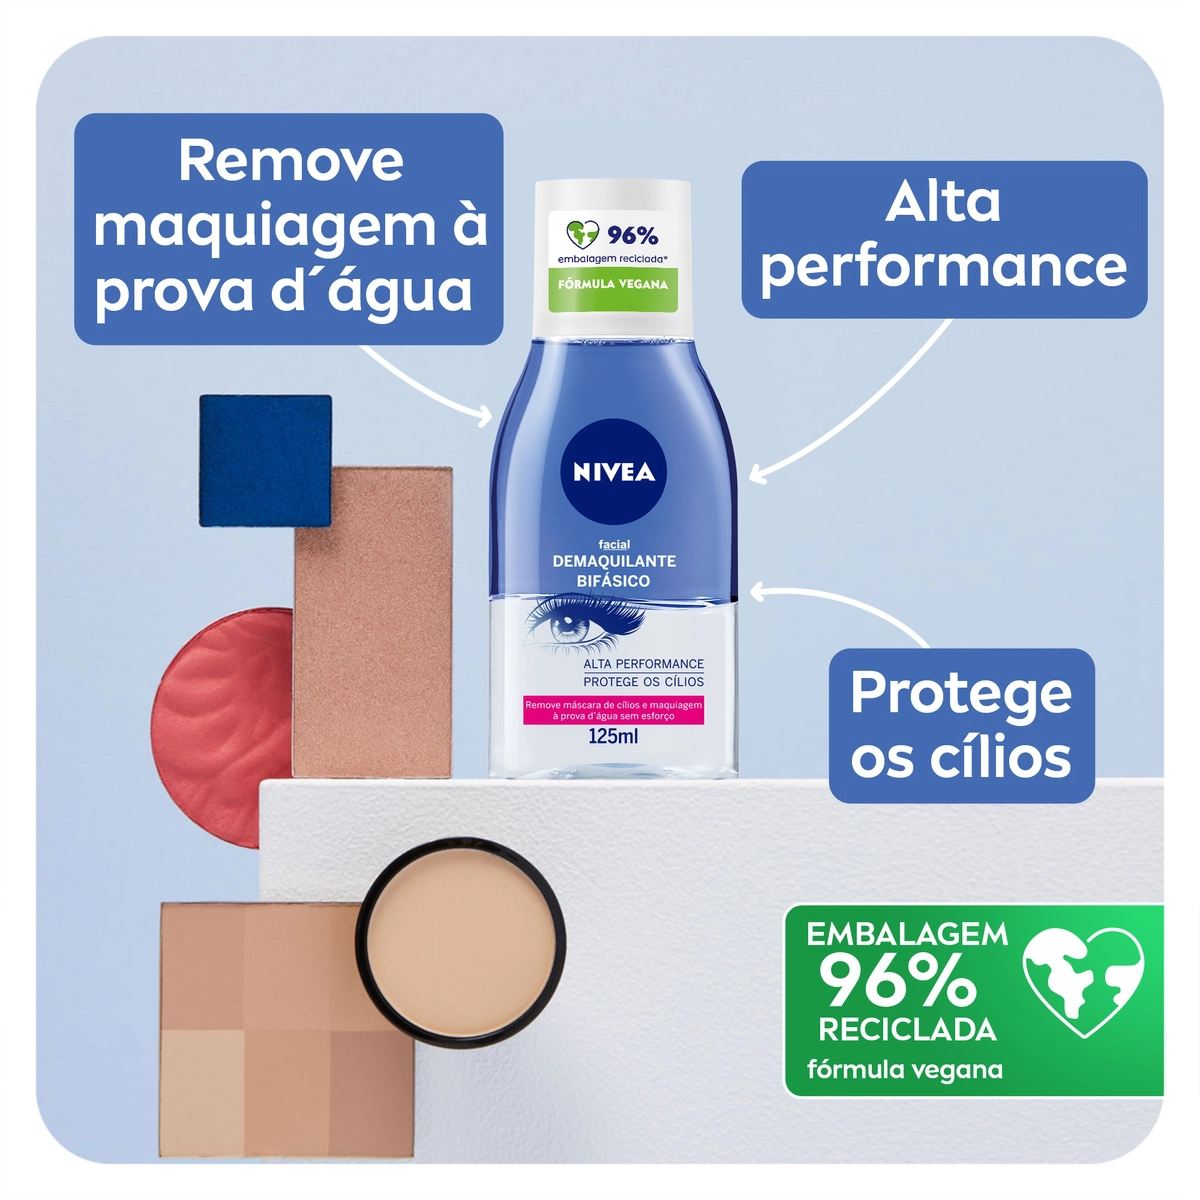 Remove
maquiagem à
prova d´água
Alta
performance
96%
embalagem reciclada*
FÓRMULA VEGANA
NIVEA
facial
DEMAQUILANTE
BIFÁSICO
ALTA PERFORMANCE
PROTEGE OS CÍLIOS
Remove máscara de cílios e maquiagem
à prova d'água sem esforço
125ml
Protege
os cílios
EMBALAGEM
96%
RECICLADA
fórmula vegana